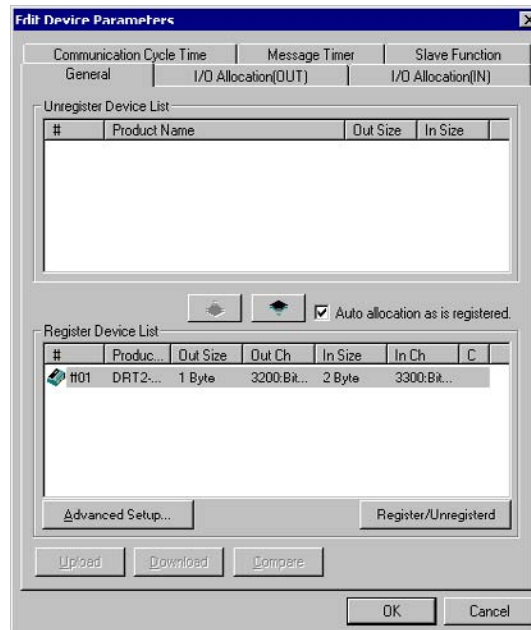 Edit Device Parameters
Communication Cycle Time Message Timer Slave Function
General I/O Allocation(OUT) I/O Allocation(IN)
Unregister Device List
# Product Name Out Size In Size
Auto allocation as is registered.
Register Device List
# Produc... Out Size Out Ch In Size In Ch C
#01 DRT2-... 1 Byte 3200:Bit... 2 Byte 3300:Bit...
Advanced Setup... Register/Unregisterd
Upload Download Compare
OK Cancel